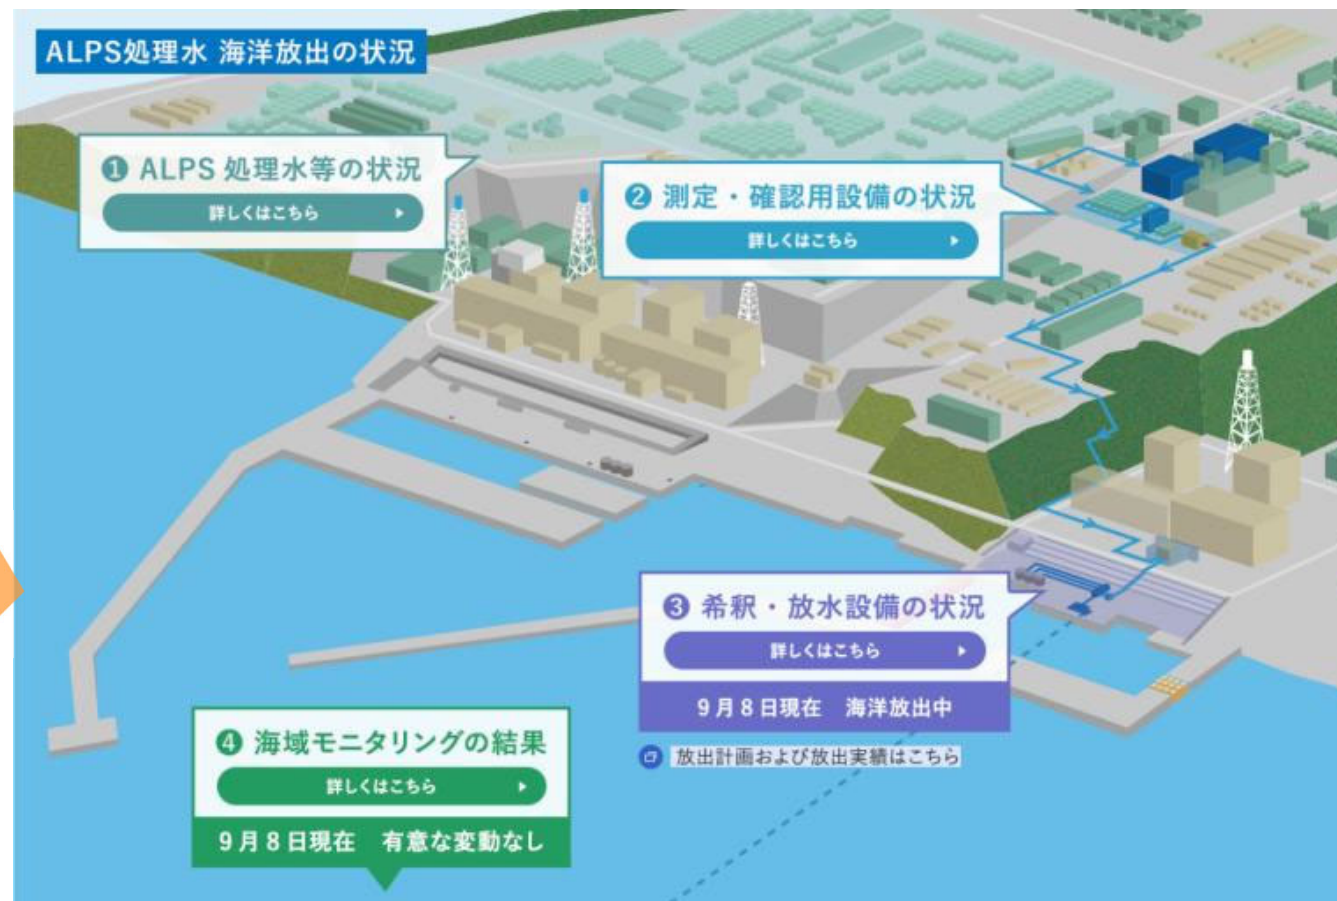 ALPS処理水 海洋放出の状況
❶ ALPS 処理水等の状況
詳しくはこちら
❷ 測定・確認用設備の状況
詳しくはこちら
❸ 希釈・放水設備の状況
詳しくはこちら
9月8日現在　海洋放出中
放出計画および放出実績はこちら
❹ 海域モニタリングの結果
詳しくはこちら
9月8日現在　有意な変動なし